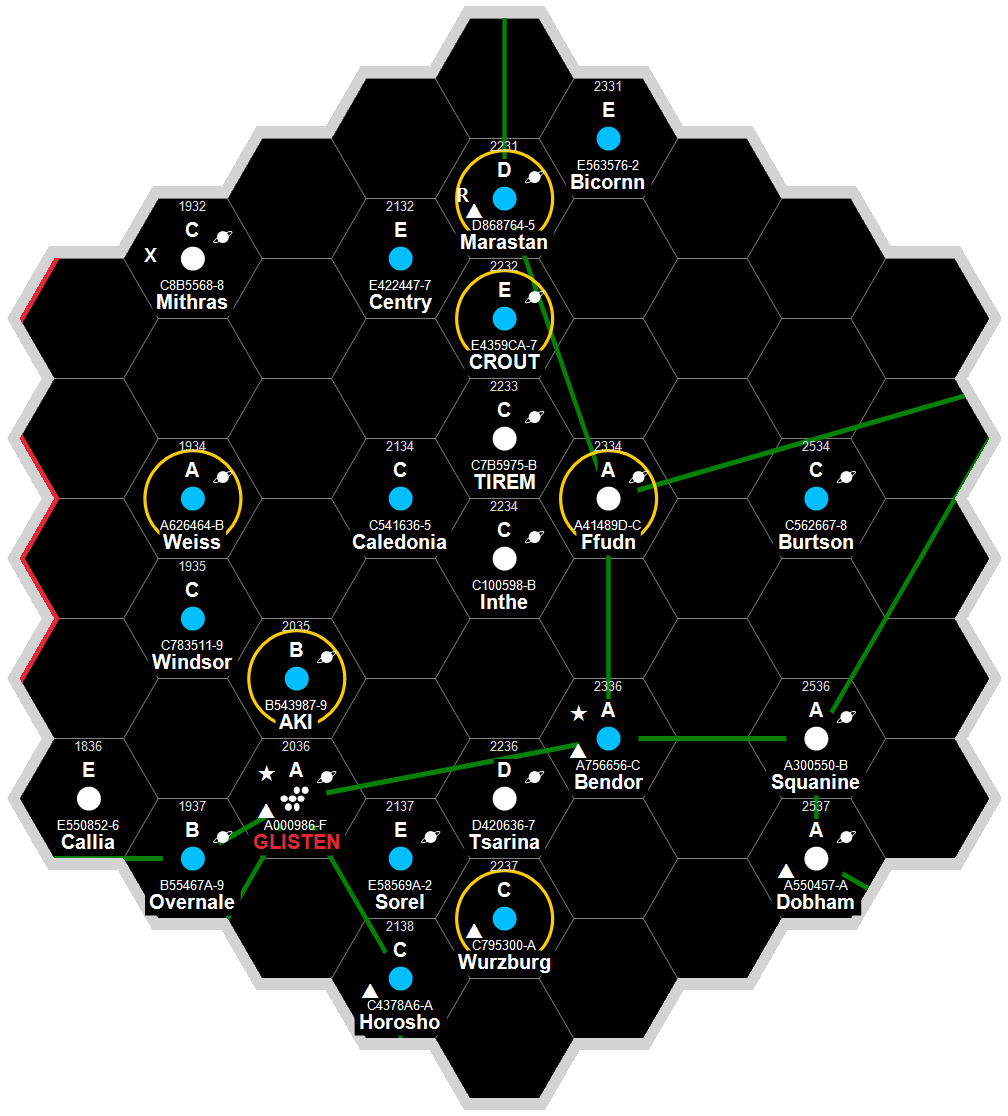 2331
E
E563576-2
Bicornn
2231
D
R
D868764-5
Marastan
1932
C
X
C8B5568-8
Mithras
2132
E
E422447-7
Centry
2232
E
E4359CA-7
CROUT
2233
C
C7B5975-B
TIREM
1934
A
A626464-B
Weiss
2134
C
C541636-5
Caledonia
2334
A
A41489D-C
Ffudn
2534
C
C562667-8
Burtson
2234
C
C100598-B
Inthe
1935
C
C783511-9
Windsor
2035
B
B543987-9
AKI
2336
A
A756656-C
Bendor
2536
A
A300550-B
Squanine
1836
E
E550852-6
Callia
2036
A
A000986-F
GLISTEN
2236
D
D420636-7
Tsarina
1937
B
B55467A-9
Overnale
2137
E
E58569A-2
Sorel
2537
A
A550457-A
Dobham
2237
C
C795300-A
Wurzburg
2138
C
C4378A6-A
Horosho